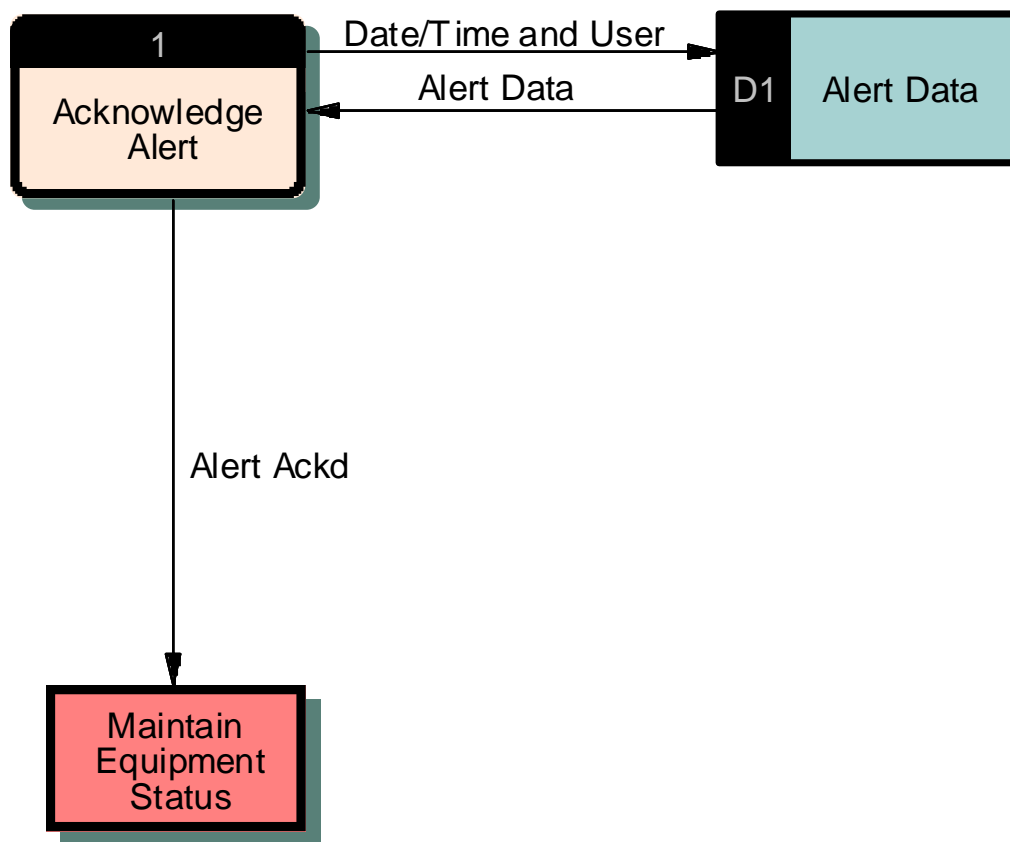 1
Date/Time and User
Alert Data
D1
Alert Data
Acknowledge
Alert
Alert Ackd
Maintain
Equipment
Status